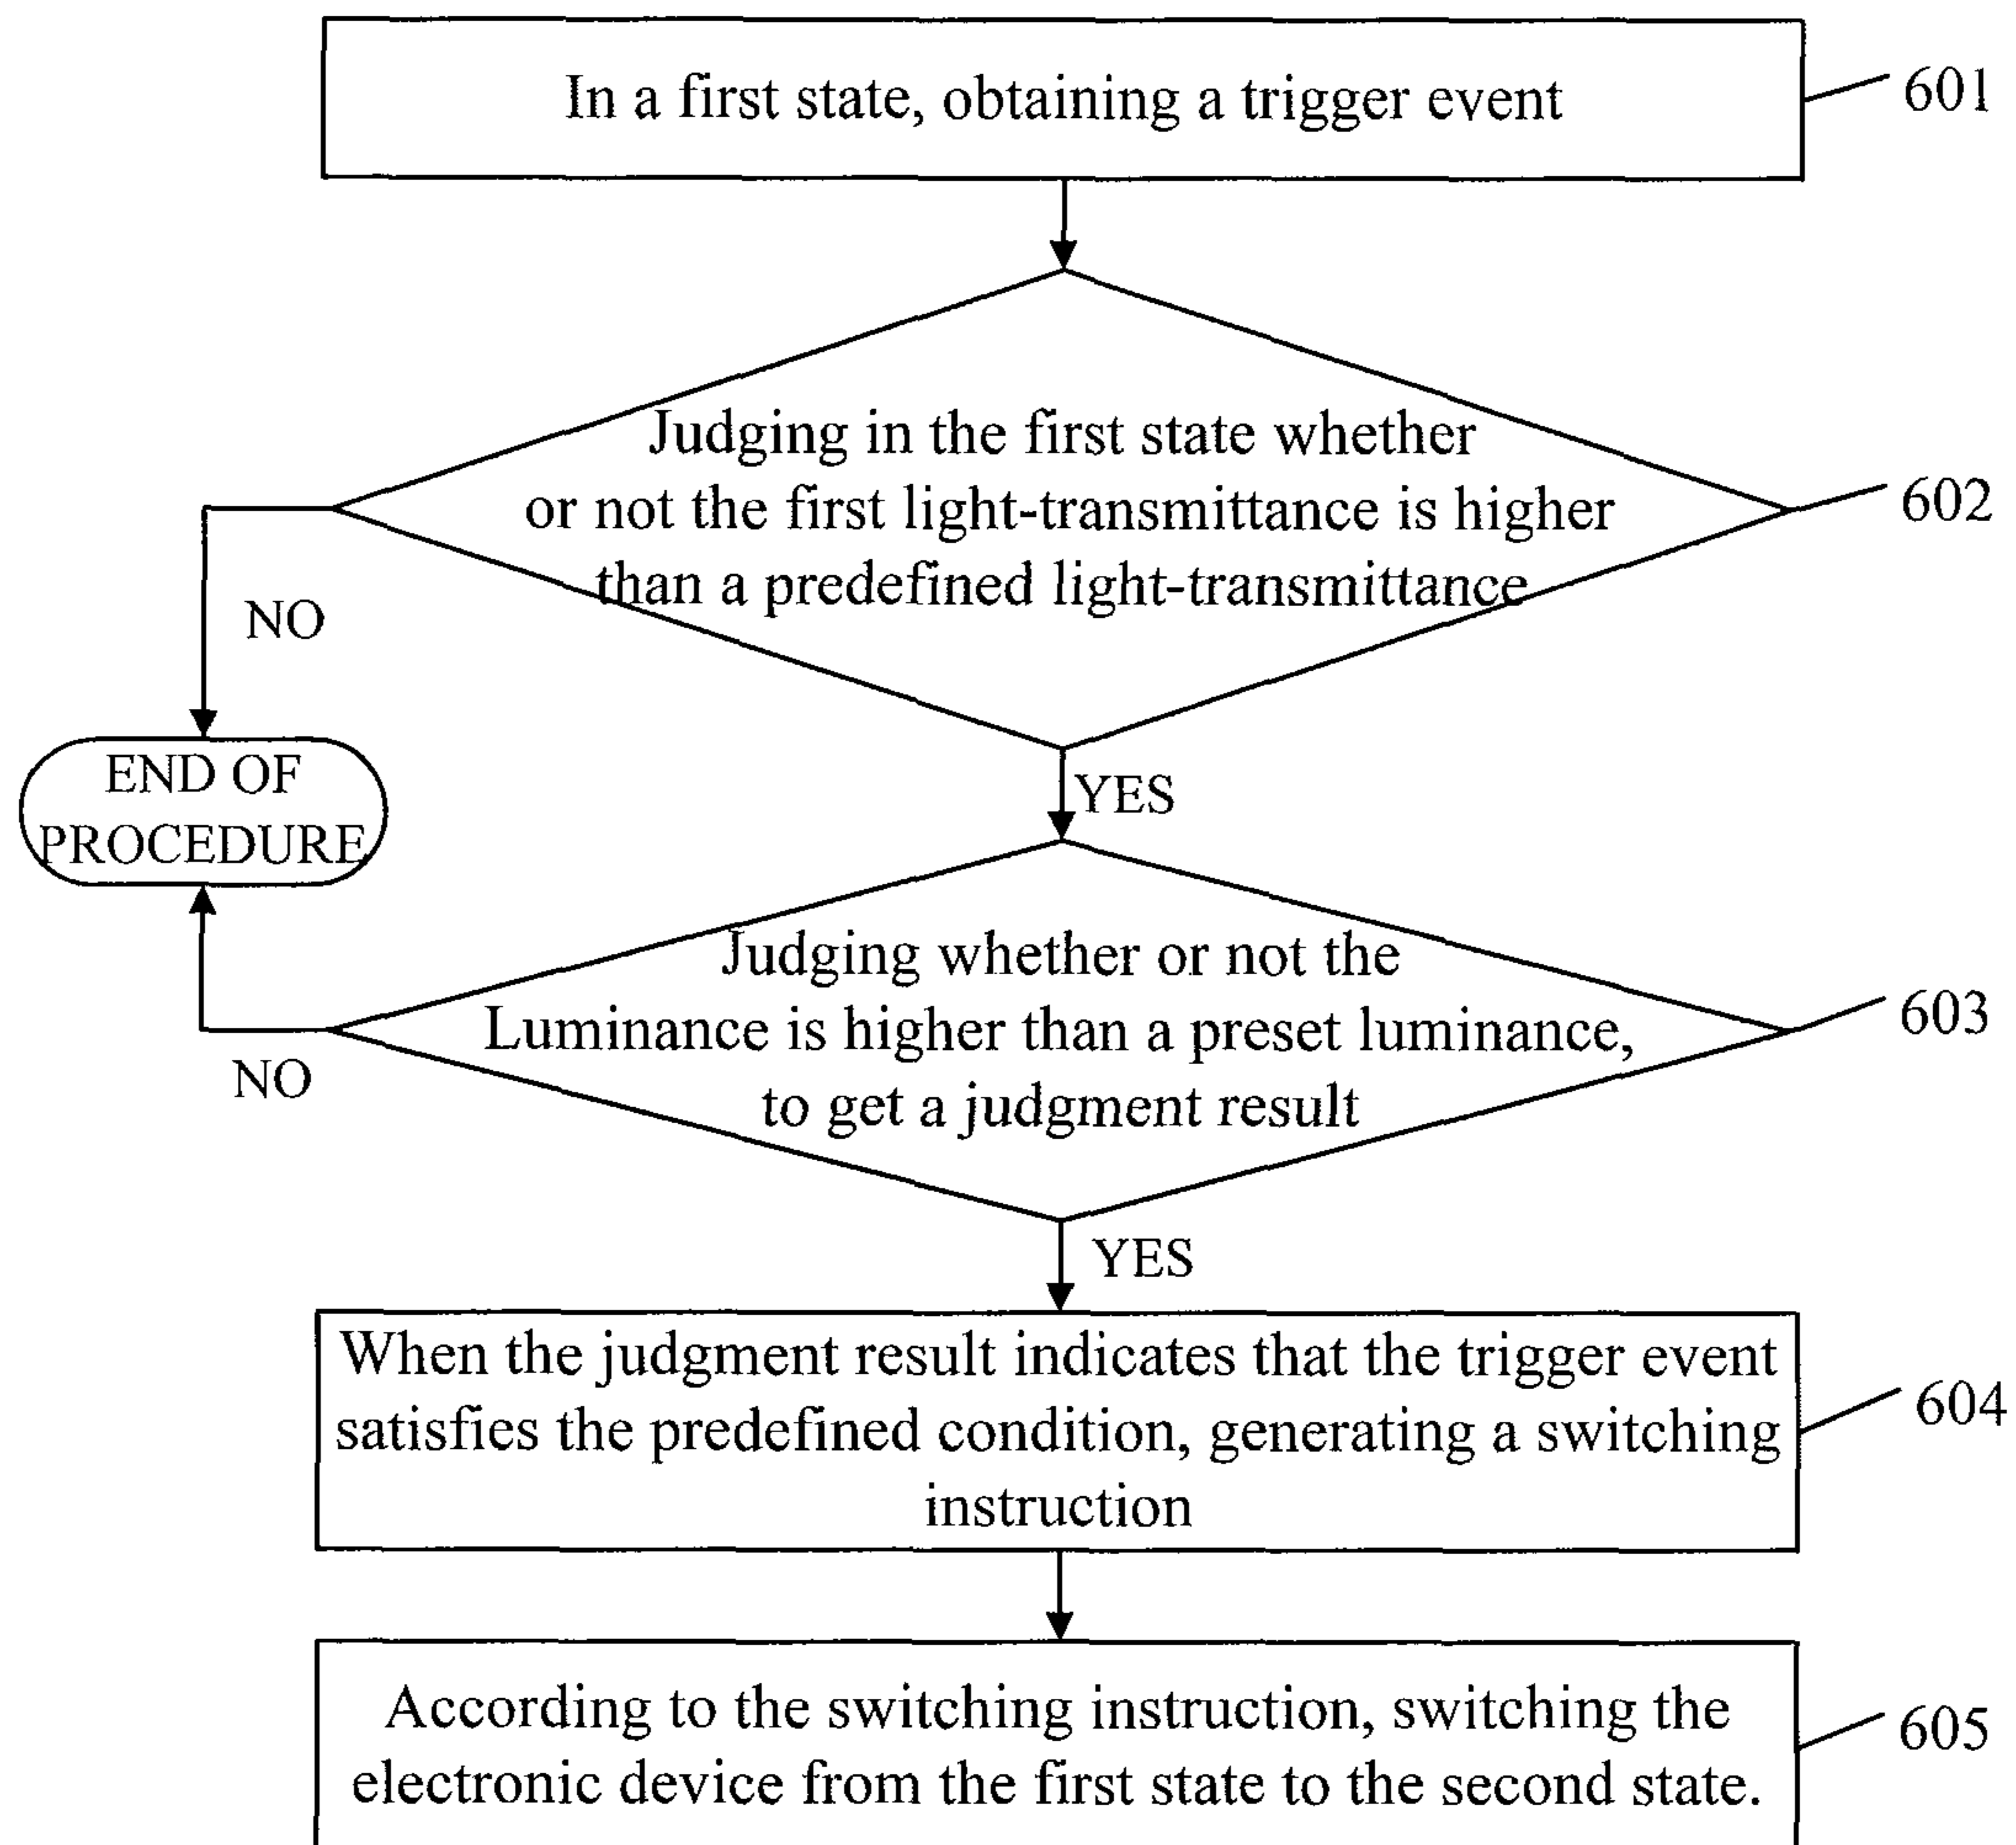 In a first state, obtaining a trigger event
601
Judging in the first state whether
or not the first light-transmittance is higher
than a predefined light-transmittance
602
NO
END OF
PROCEDURE
YES
Judging whether or not the
Luminance is higher than a preset luminance,
to get a judgment result
603
NO
YES
When the judgment result indicates that the trigger event
satisfies the predefined condition, generating a switching
instruction
604
According to the switching instruction, switching the
electronic device from the first state to the second state.
605